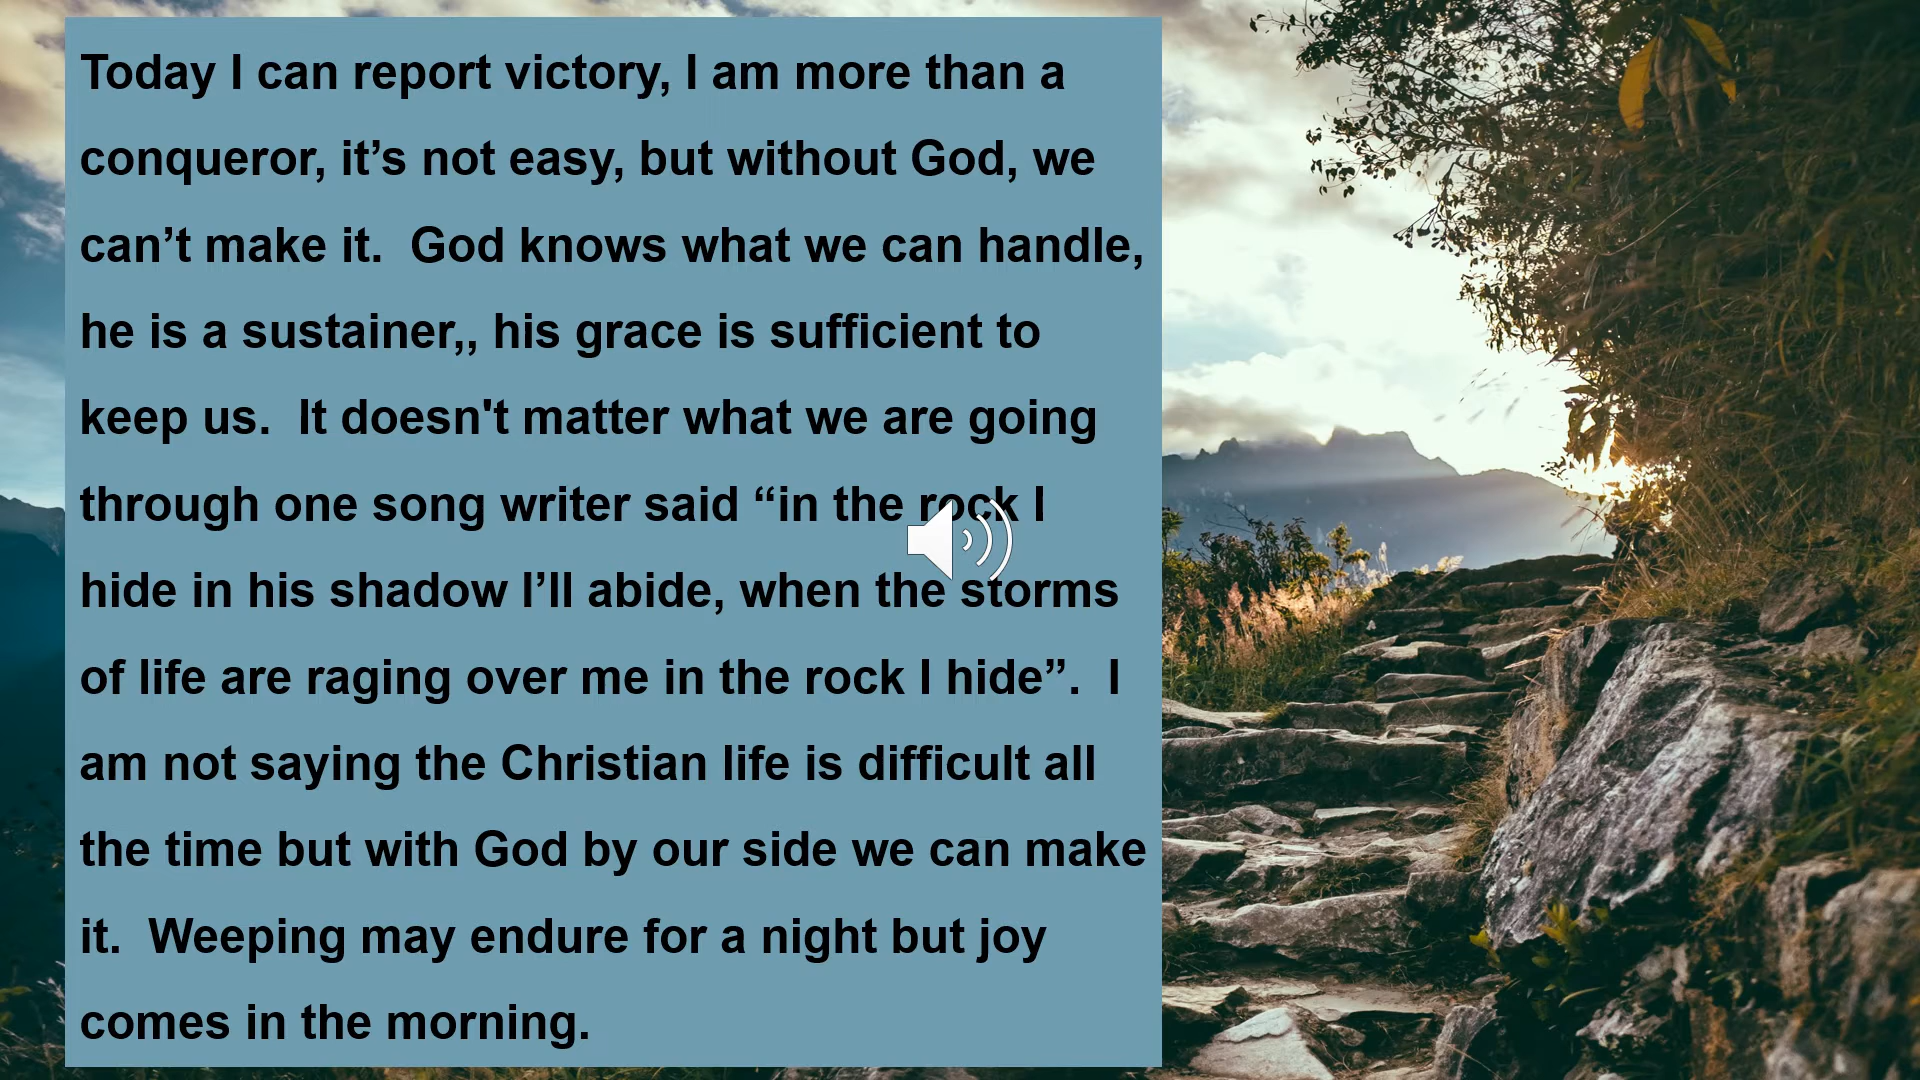 Today I can report victory, I am more than a
conqueror, it’s not easy, but without God, we
can’t make it.  God knows what we can handle,
he is a sustainer,, his grace is sufficient to
keep us.  It doesn't matter what we are going
through one song writer said “in the rock I
hide in his shadow I’ll abide, when the storms
of life are raging over me in the rock I hide”.  I
am not saying the Christian life is difficult all
the time but with God by our side we can make
it.  Weeping may endure for a night but joy
comes in the morning.